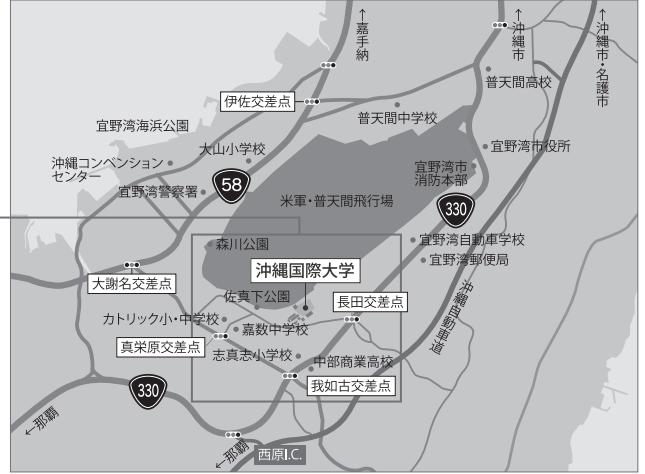 ←嘉手納
←沖縄市
←沖縄市・名護市
普天間高校
伊佐交差点
普天間中学校
宜野湾海浜公園
大山小学校
宜野湾市役所
沖縄コンベンション
センター
宜野湾市
消防本部
宜野湾警察署
58
米軍・普天間飛行場
330
森川公園
宜野湾自動車学校
沖縄国際大学
宜野湾郵便局
大謝名交差点
佐真下公園
長田交差点
沖縄自動車道
カトリック小・中学校
嘉数中学校
真栄原交差点
志真志小学校
中部商業高校
330
我如古交差点
←那覇
←那覇
西原I.C.